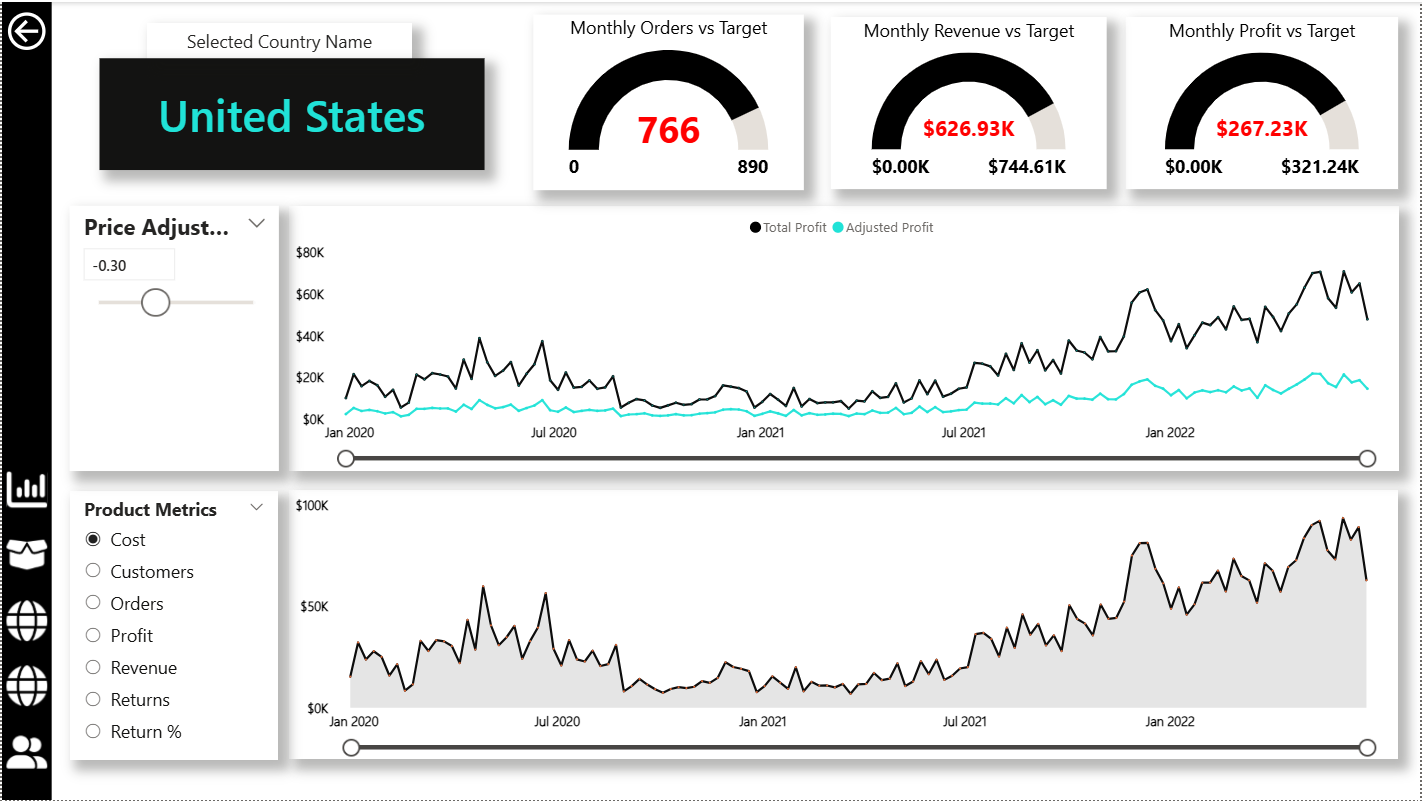 Selected Country Name
United States
Monthly Orders vs Target
766
0
890
Monthly Revenue vs Target
$626.93K
$0.00K
$744.61K
Monthly Profit vs Target
$267.23K
$0.00K
$321.24K
Price Adjust...
-0.30
Total Profit
Adjusted Profit
$80K
$60K
$40K
$20K
$0K
Jan 2020
Jul 2020
Jan 2021
Jul 2021
Jan 2022
Product Metrics
Cost
Customers
Orders
Profit
Revenue
Returns
Return %
$100K
$50K
$0K
Jan 2020
Jul 2020
Jan 2021
Jul 2021
Jan 2022